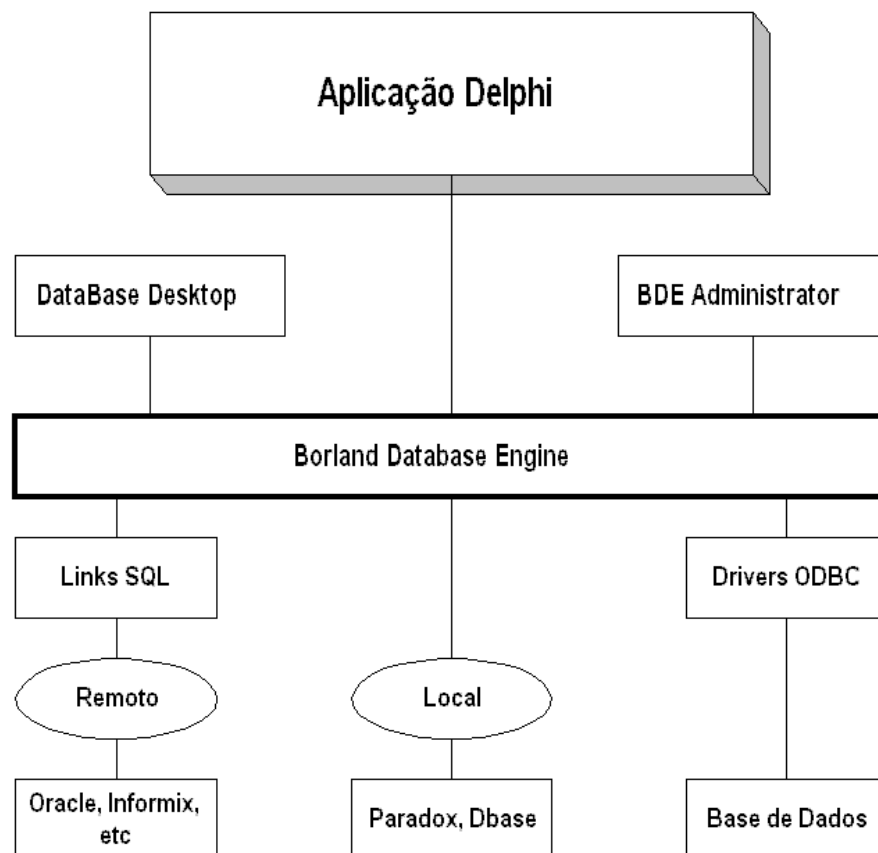 Aplicação Delphi
DataBase Desktop
BDE Administrator
Borland Database Engine
Links SQL
Drivers ODBC
Remoto
Local
Oracle, Informix,
etc
Paradox, Dbase
Base de Dados